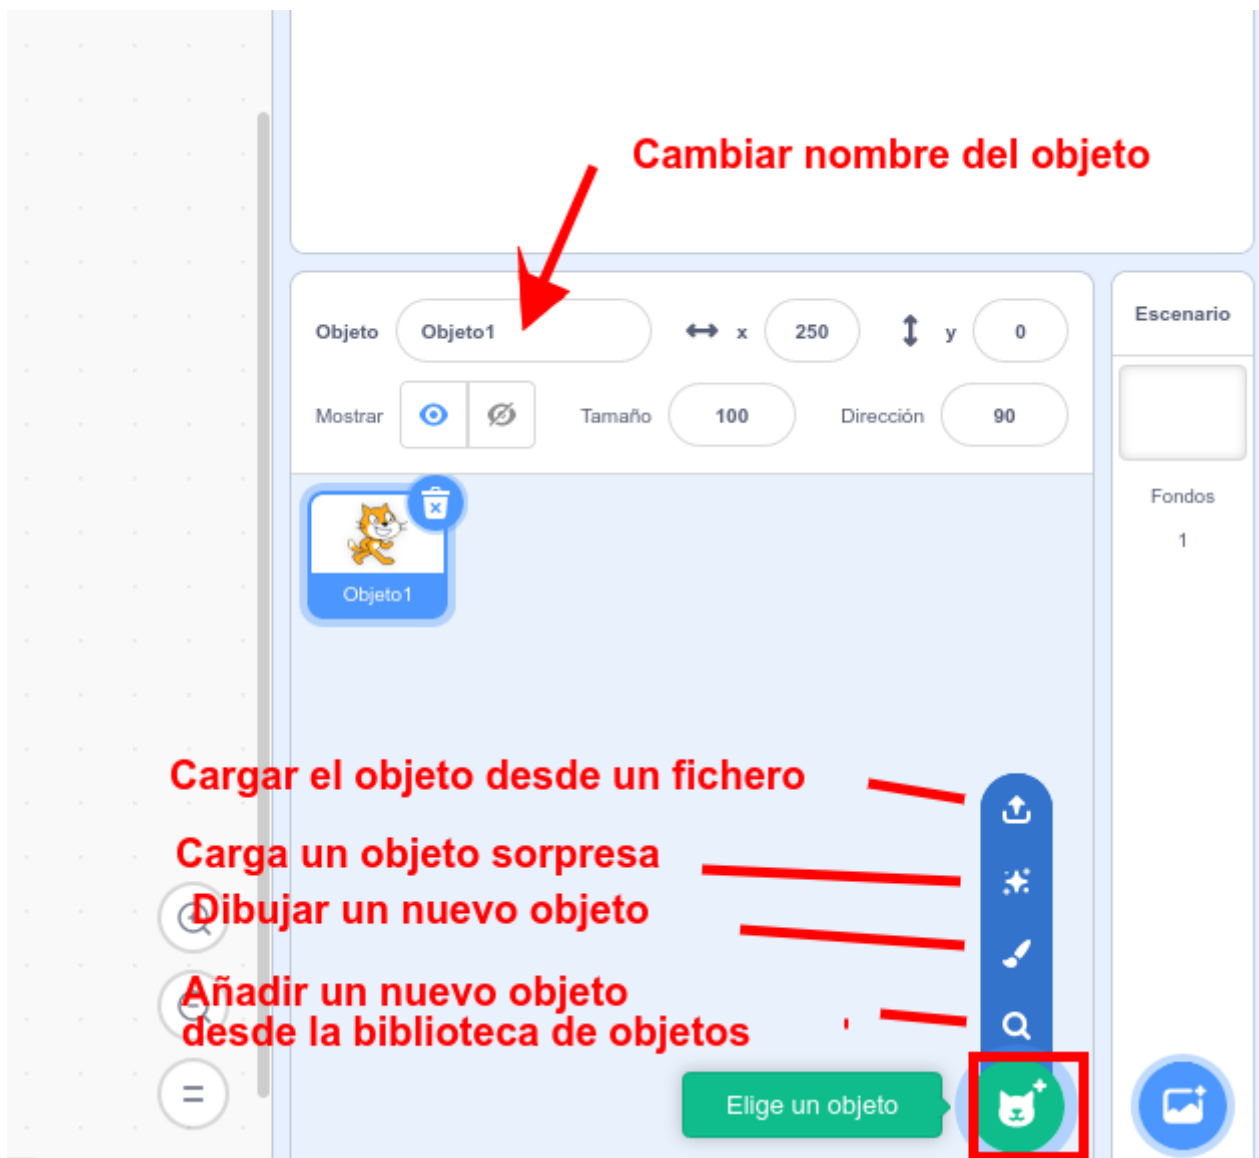 Cambiar nombre del objeto
Objeto
Objeto1
x
250
y
0
Escenario
Mostrar
Tamaño
100
Dirección
90
Fondos
1
Objeto1
Cargar el objeto desde un fichero
Carga un objeto sorpresa
Dibujar un nuevo objeto
Añadir un nuevo objeto
desde la biblioteca de objetos
Elige un objeto